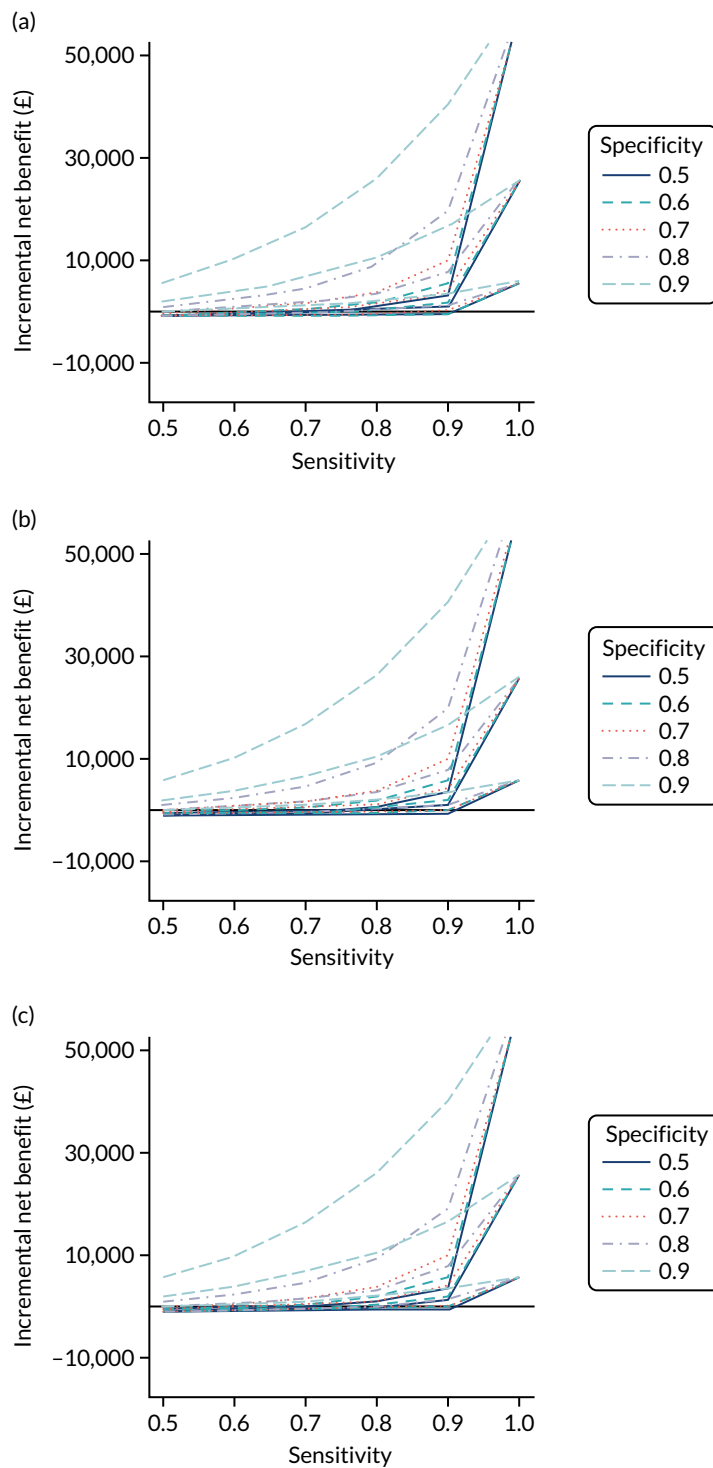 (a)
Incremental net benefit (£)
50,000
30,000
10,000
–10,000
0.5 0.6 0.7 0.8 0.9 1.0
Sensitivity
Specificity
0.5
0.6
0.7
0.8
0.9
(b)
Incremental net benefit (£)
50,000
30,000
10,000
–10,000
0.5 0.6 0.7 0.8 0.9 1.0
Sensitivity
Specificity
0.5
0.6
0.7
0.8
0.9
(c)
Incremental net benefit (£)
50,000
30,000
10,000
–10,000
0.5 0.6 0.7 0.8 0.9 1.0
Sensitivity
Specificity
0.5
0.6
0.7
0.8
0.9